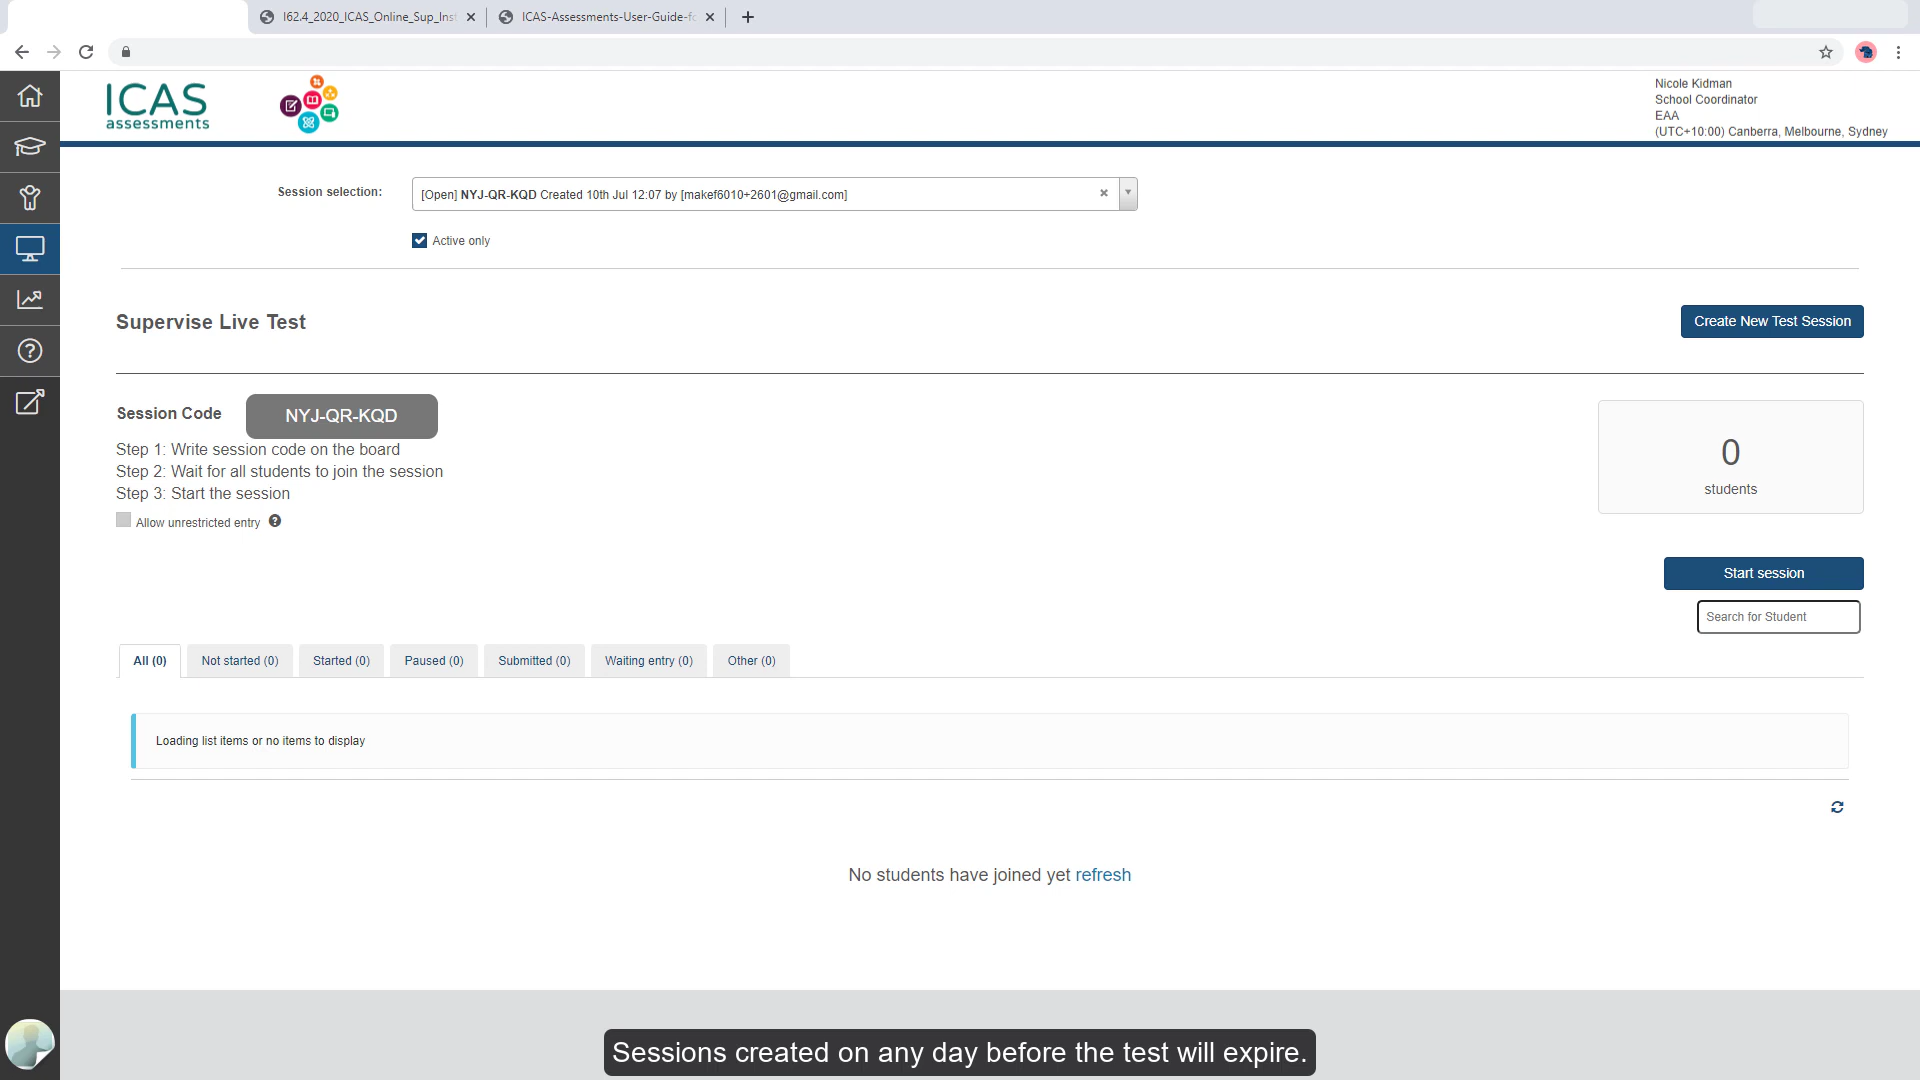 I62.4_2020_ICAS_Online_Sup_Inst
ICAS-Assessments-User-Guide-fo
ICAS
assessments
Nicole Kidman
School Coordinator
EAA
(UTC+10:00) Canberra, Melbourne, Sydney
Session selection:
[Open] NYJ-QR-KQD Created 10th Jul 12:07 by [makef6010+2601@gmail.com]
Active only
Supervise Live Test
Create New Test Session
Session Code
NYJ-QR-KQD
Step 1: Write session code on the board
Step 2: Wait for all students to join the session
Step 3: Start the session
Allow unrestricted entry
0
students
Start session
Search for Student
All (0)
Not started (0)
Started (0)
Paused (0)
Submitted (0)
Waiting entry (0)
Other (0)
Loading list items or no items to display
No students have joined yet refresh
Sessions created on any day before the test will expire.